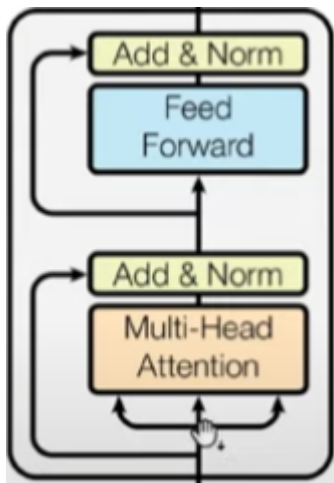 Add & Norm
Feed
Forward
Add & Norm
Multi-Head
Attention